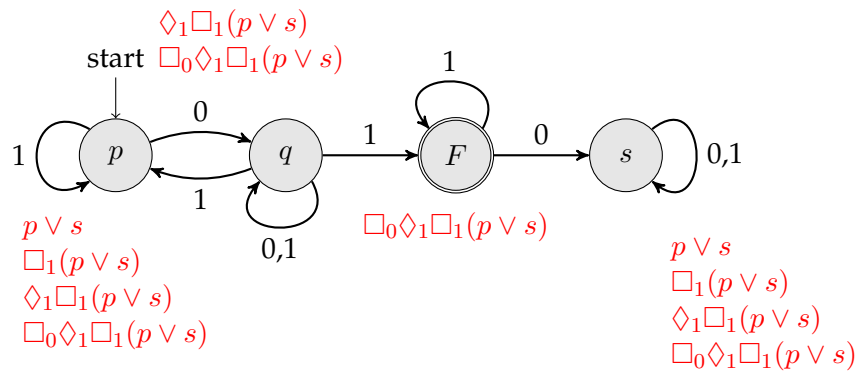 ◇₁□₁(p ∨ s)
start □₀◇₁□₁(p ∨ s)
1
0
1 p q 1 F 0 s 0,1
1
0,1
□₀◇₁□₁(p ∨ s)
p ∨ s
□₁(p ∨ s)
◇₁□₁(p ∨ s)
□₀◇₁□₁(p ∨ s)
p ∨ s
□₁(p ∨ s)
◇₁□₁(p ∨ s)
□₀◇₁□₁(p ∨ s)